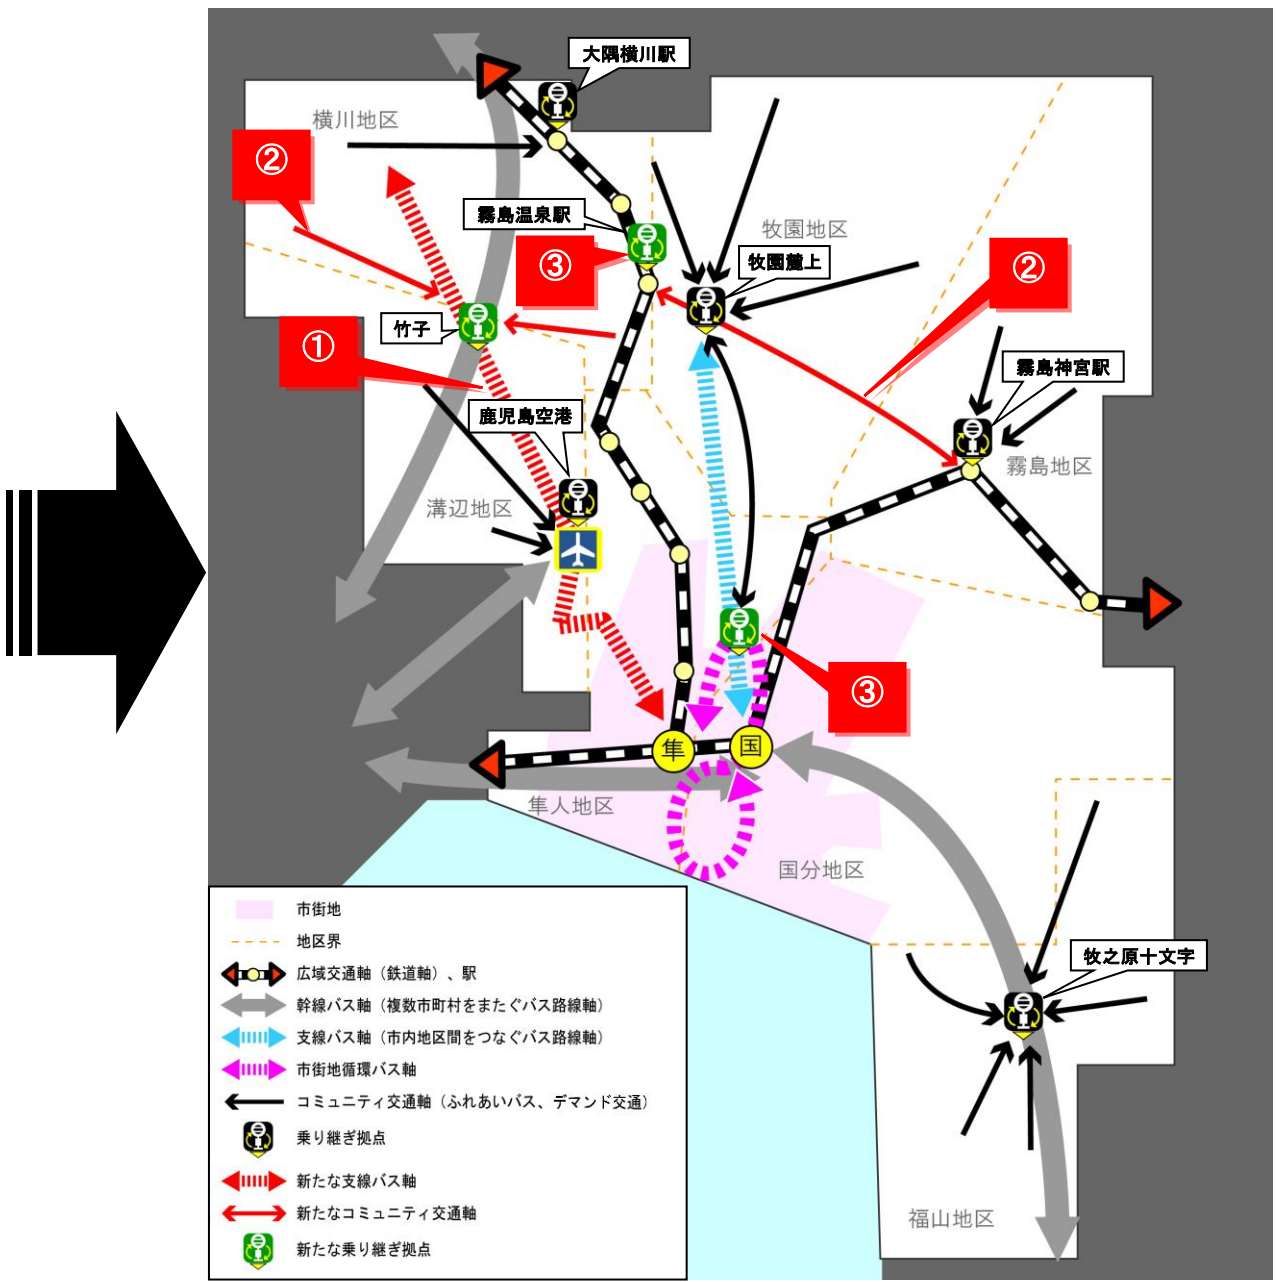 大隅横川駅
横川地区
②
霧島温泉駅
牧園地区
③
牧園麓上
②
竹子
①
霧島神宮駅
鹿児島空港
霧島地区
溝辺地区
③
隼
国
隼人地区
国分地区
牧之原十文字
福山地区
市街地
地区界
広域交通軸（鉄道軸）、駅
幹線バス軸（複数市町村をまたぐバス路線軸）
支線バス軸（市内地区間をつなぐバス路線軸）
市街地循環バス軸
コミュニティ交通軸（ふれあいバス、デマンド交通）
乗り継ぎ拠点
新たな支線バス軸
新たなコミュニティ交通軸
新たな乗り継ぎ拠点